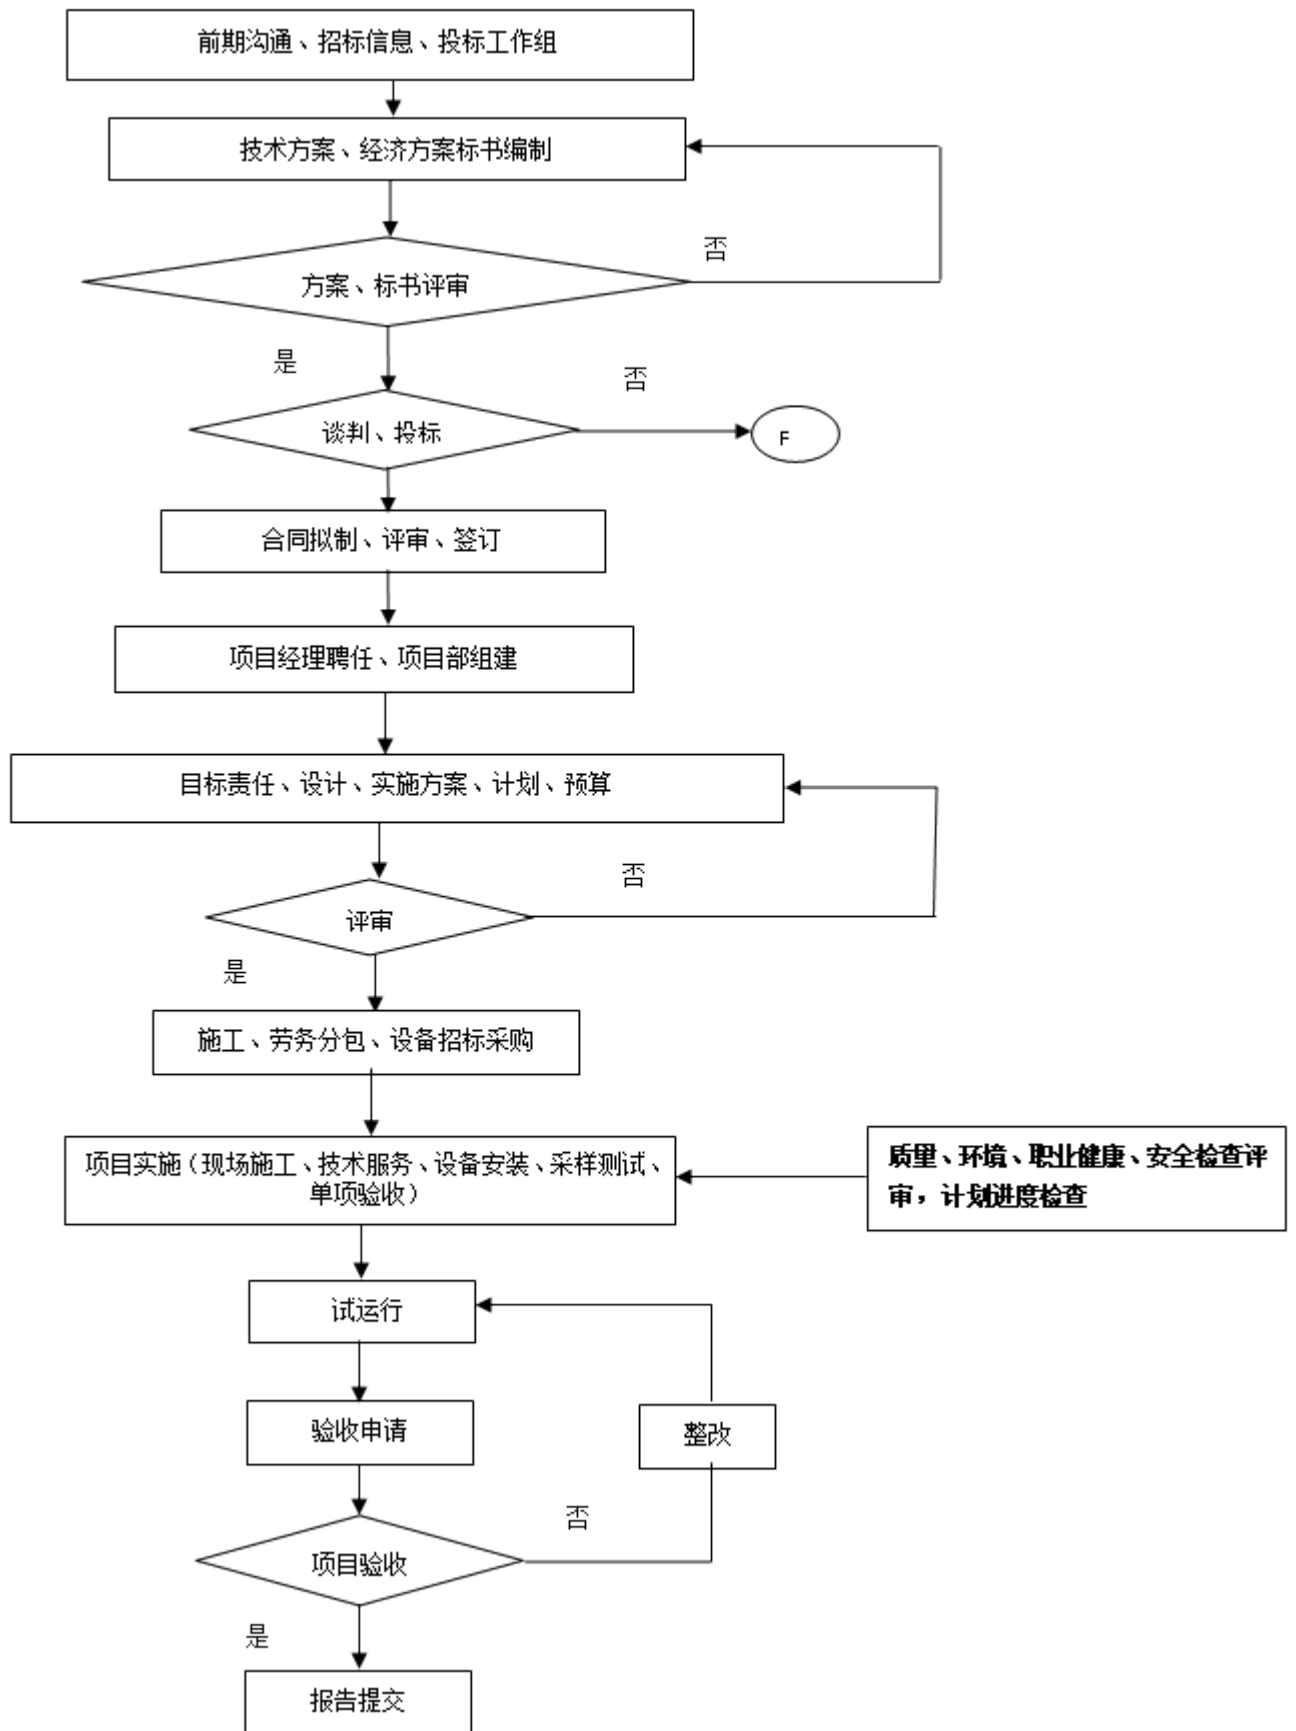 前期沟通、招标信息、投标工作组
技术方案、经济方案标书编制
否
方案、标书评审
是
否
谈判、投标
F
合同拟制、评审、签订
项目经理聘任、项目部组建
目标责任、设计、实施方案、计划、预算
否
评审
是
施工、劳务分包、设备招标采购
项目实施（现场施工、技术服务、设备安装、采样测试、
单项验收）
质量、环境、职业健康、安全检查评
审，计划进度检查
试运行
验收申请
整改
否
项目验收
是
报告提交